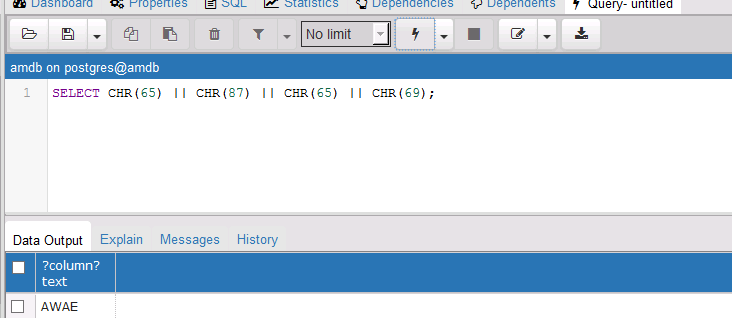 Dashboard Properties SQL Statistics Dependencies Dependents Query- untitled
No limit
amdb on postgres@amdb
1 SELECT CHR(65) || CHR(87) || CHR(65) || CHR(69);
Data Output Explain Messages History
?column?
text
AWAE